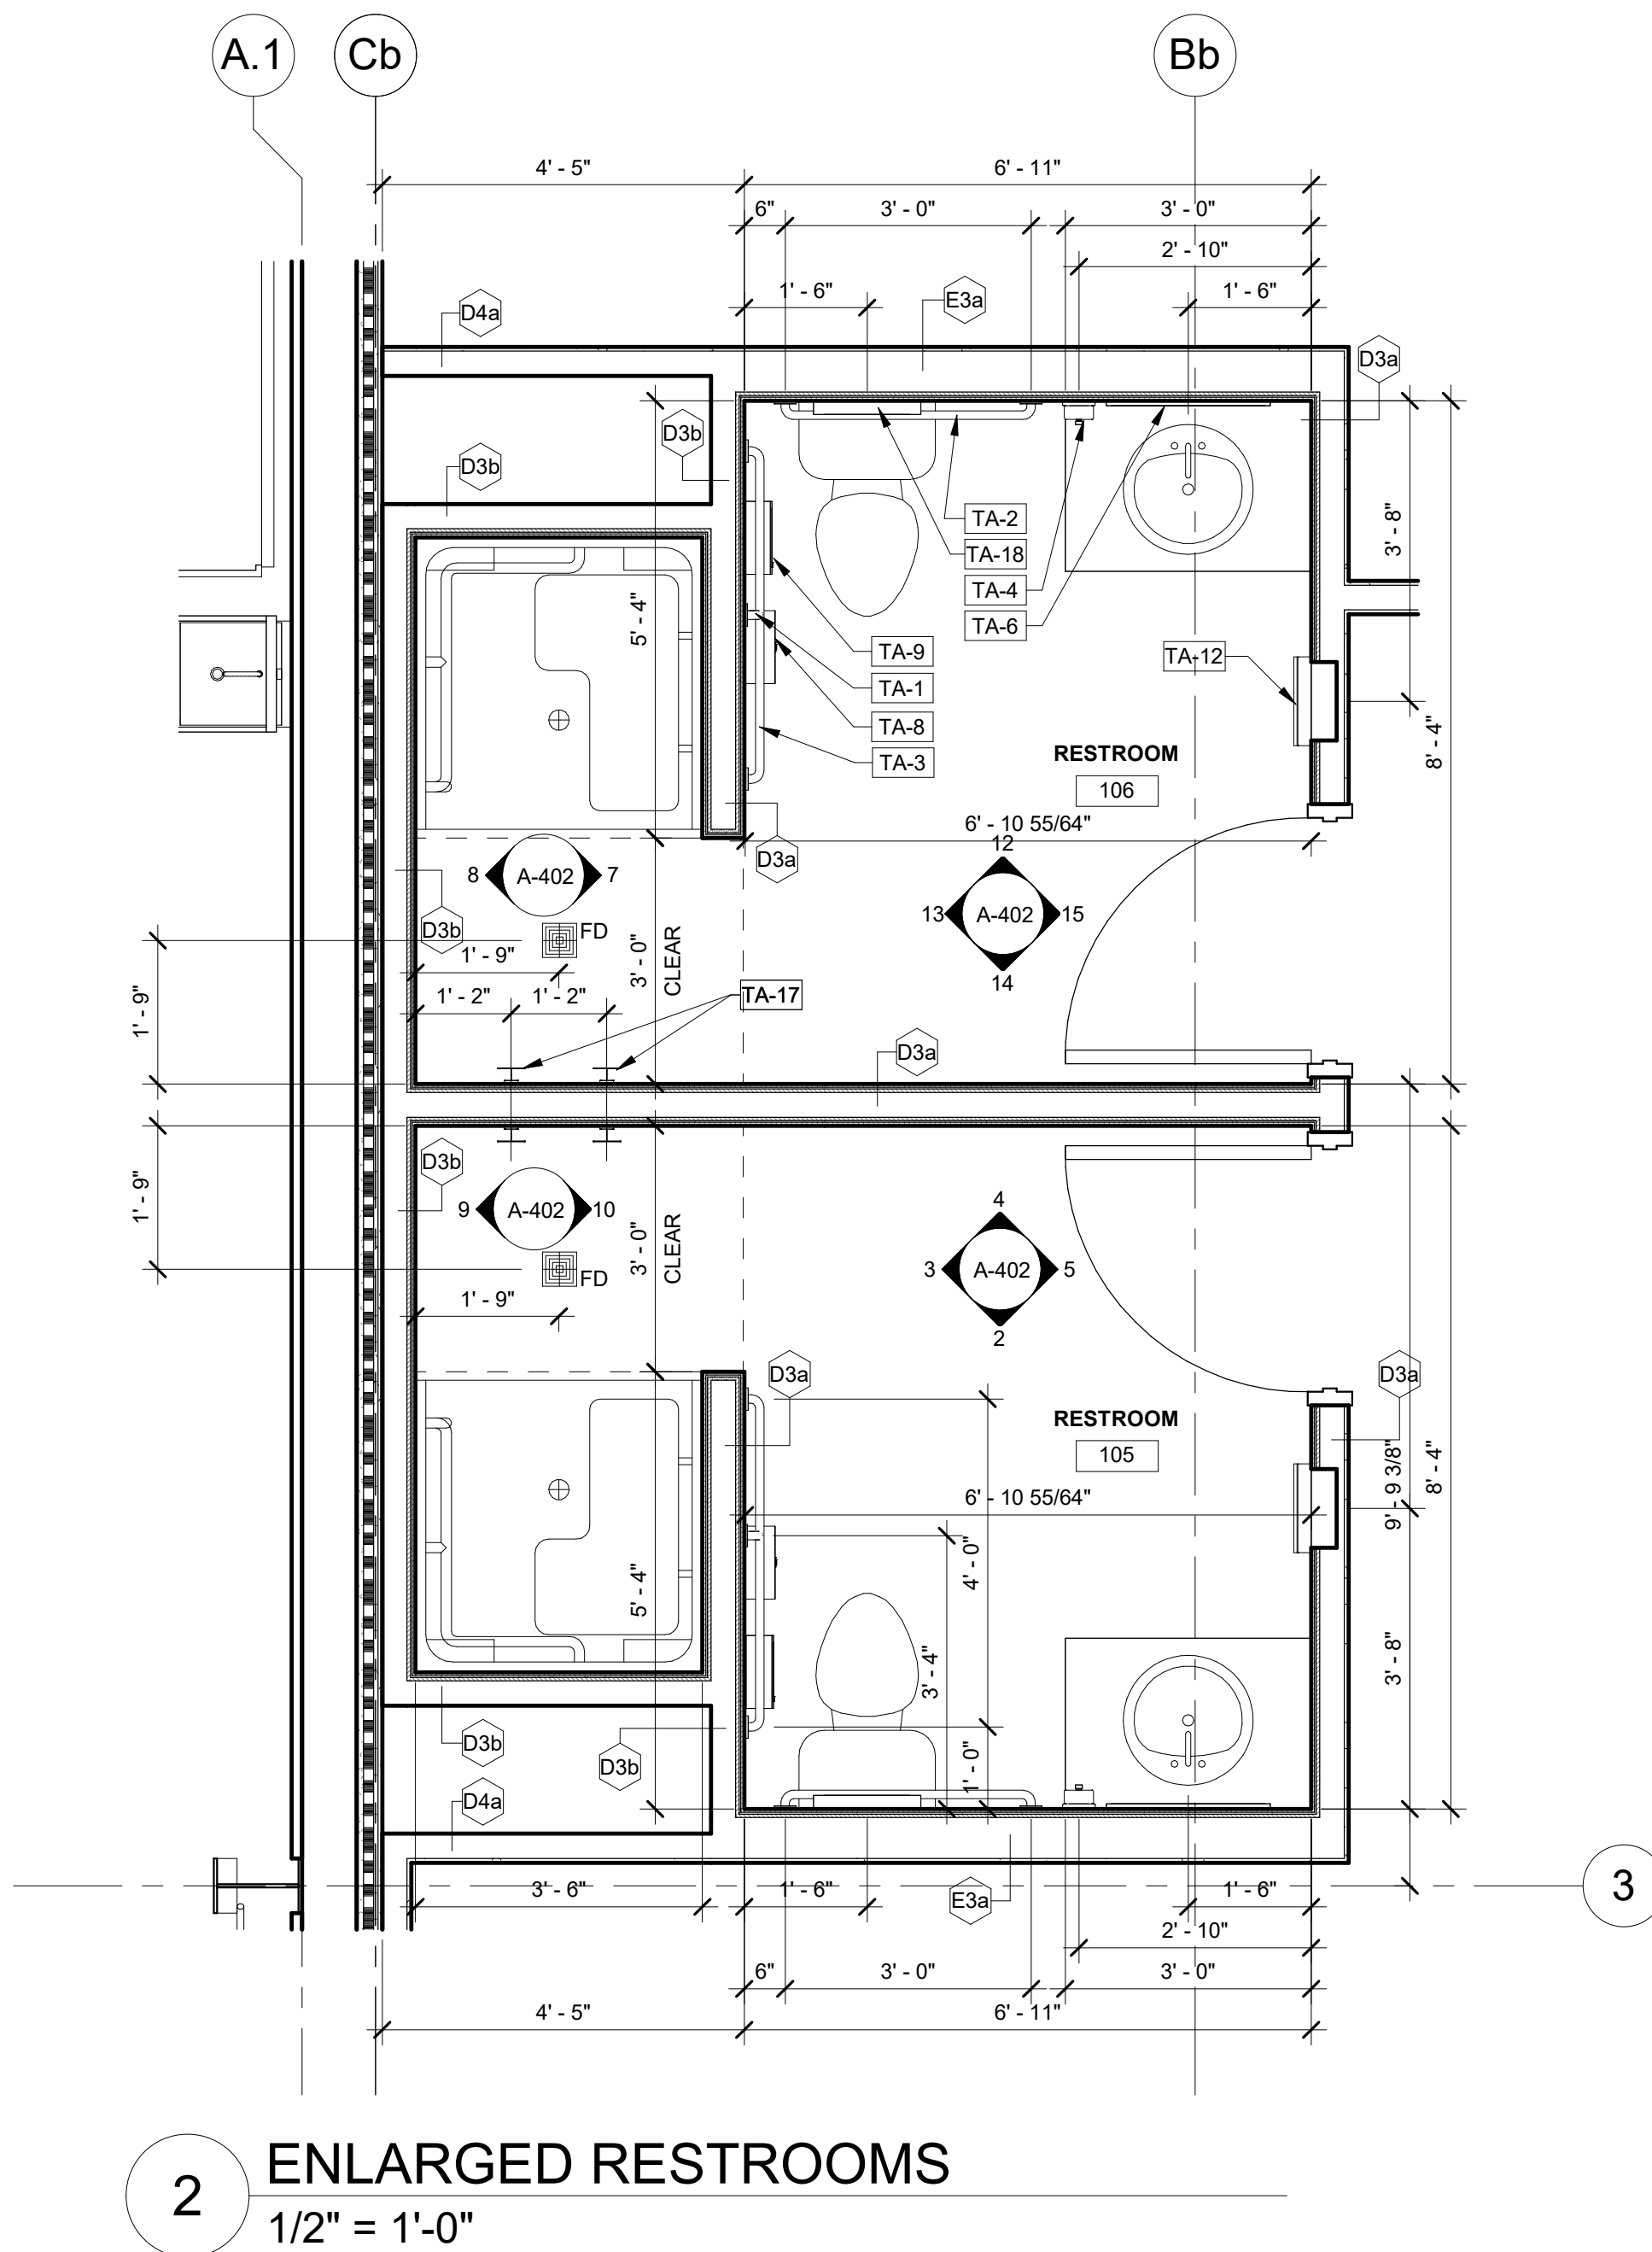 A.1
Cb
Bb
4' - 5"
6' - 11"
6"
3' - 0"
3' - 0"
2' - 10"
1' - 6"
1' - 6"
D4a
E3a
D3a
D3b
D3b
3' - 8"
TA-2
TA-18
TA-4
TA-6
5' - 4"
TA-9
TA-12
TA-1
TA-8
TA-3
8' - 4"
RESTROOM
106
6' - 10 55/64"
D3a
12
8
A-402
7
13
A-402
15
14
D3b
FD
1' - 9"
3' - 0"
CLEAR
1' - 2"
1' - 2"
TA-17
1' - 9"
D3a
D3b
1' - 9"
9
A-402
10
3' - 0"
CLEAR
4
3
A-402
5
2
FD
1' - 9"
D3a
D3a
RESTROOM
105
9' - 9 3/8"
8' - 4"
6' - 10 55/64"
4' - 0"
5' - 4"
3' - 4"
3' - 8"
1' - 0"
D3b
D3b
D4a
3' - 6"
1' - 6"
E3a
1' - 6"
3
2' - 10"
6"
3' - 0"
3' - 0"
4' - 5"
6' - 11"
2
ENLARGED RESTROOMS
1/2" = 1'-0"